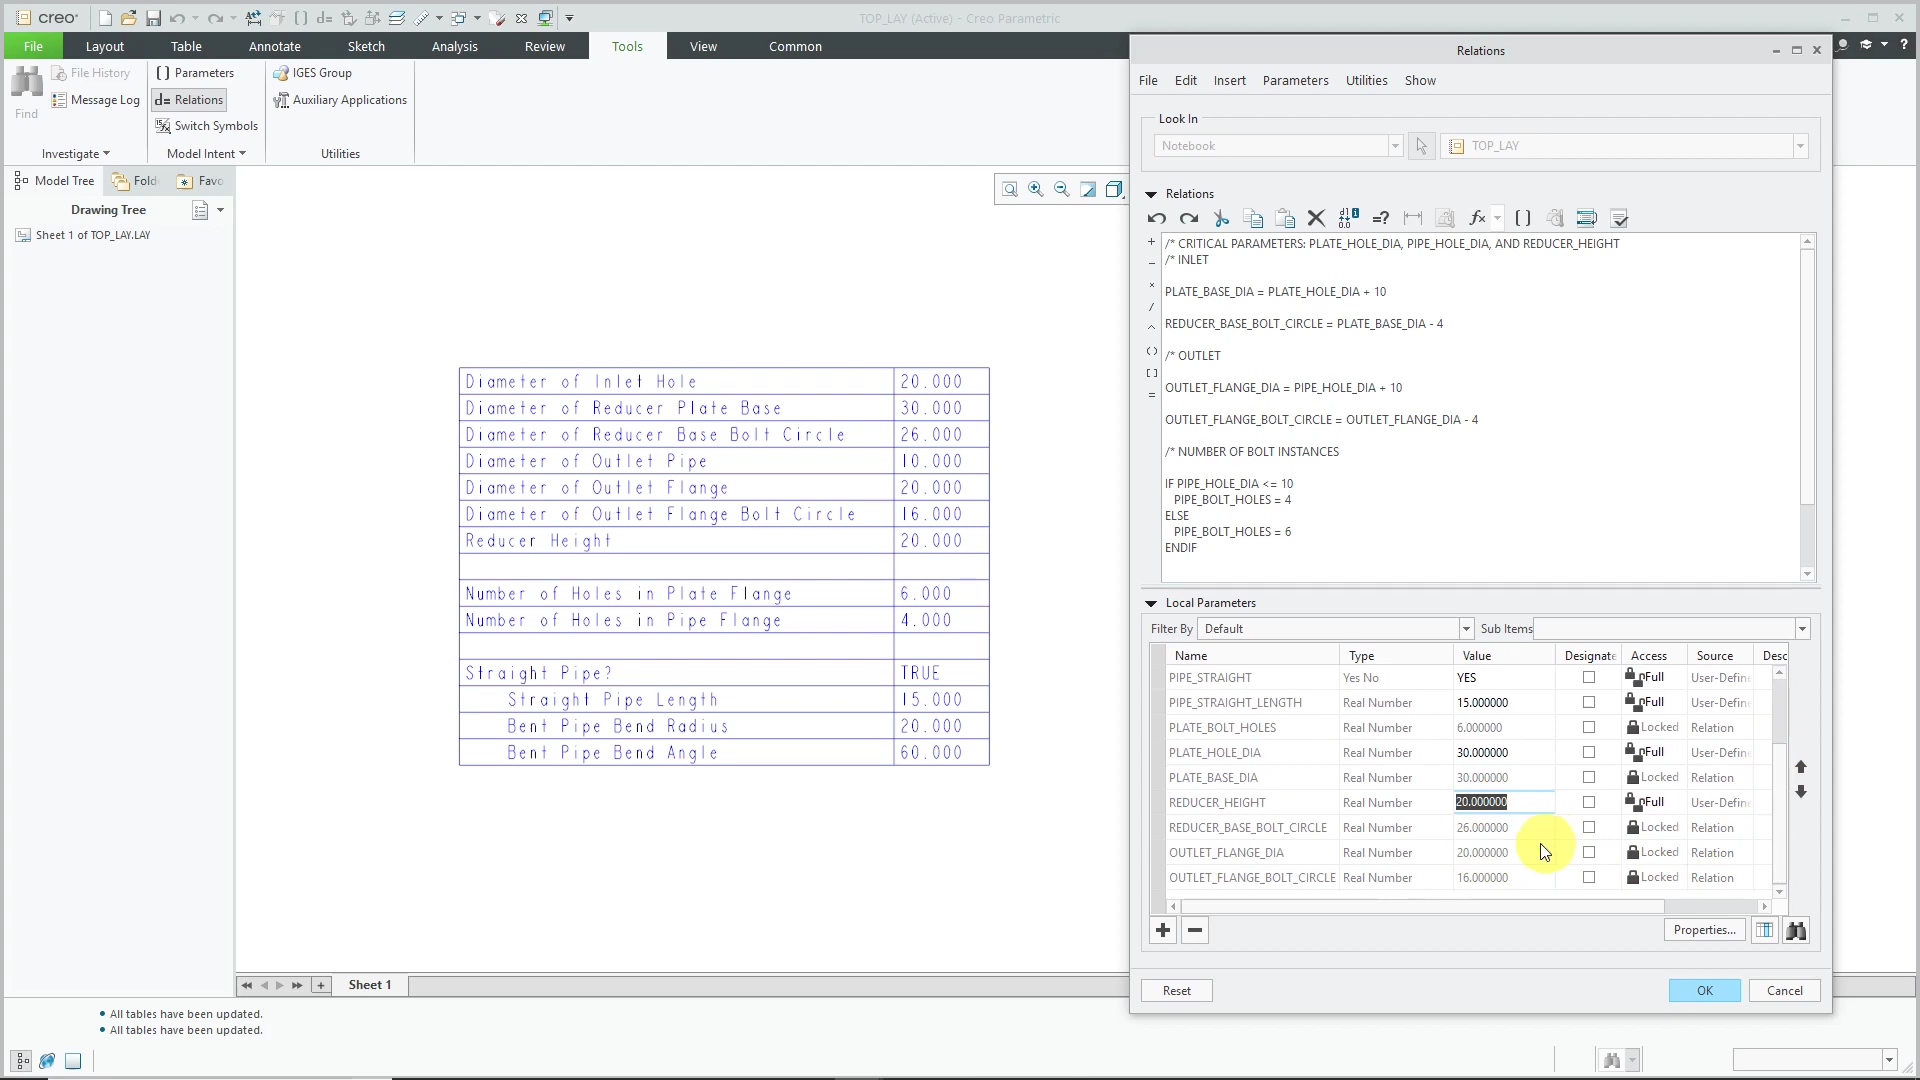 creo
TOP_LAY (Active) – Creo Parametric
File Layout Table Annotate Sketch Analysis Review Tools View Common
Find
File History
Message Log
Investigate
[ ] Parameters
d= Relations
Switch Symbols
Model Intent
IGES Group
Auxiliary Applications
Utilities
Model Tree
Fold
Favo
Drawing Tree
Sheet 1 of TOP_LAY.LAY
Diameter of Inlet Hole 20.000
Diameter of Reducer Plate Base 30.000
Diameter of Reducer Base Bolt Circle 26.000
Diameter of Outlet Pipe 10.000
Diameter of Outlet Flange 20.000
Diameter of Outlet Flange Bolt Circle 16.000
Reducer Height 20.000
Number of Holes in Plate Flange 6.000
Number of Holes in Pipe Flange 4.000
Straight Pipe? TRUE
Straight Pipe Length 15.000
Bent Pipe Bend Radius 20.000
Bent Pipe Bend Angle 60.000
Sheet 1
• All tables have been updated.
• All tables have been updated.
Relations
File Edit Insert Parameters Utilities Show
Look In
Notebook
TOP_LAY
Relations
/* CRITICAL PARAMETERS: PLATE_HOLE_DIA, PIPE_HOLE_DIA, AND REDUCER_HEIGHT
/* INLET
PLATE_BASE_DIA = PLATE_HOLE_DIA + 10
REDUCER_BASE_BOLT_CIRCLE = PLATE_BASE_DIA - 4
/* OUTLET
OUTLET_FLANGE_DIA = PIPE_HOLE_DIA + 10
OUTLET_FLANGE_BOLT_CIRCLE = OUTLET_FLANGE_DIA - 4
/* NUMBER OF BOLT INSTANCES
IF PIPE_HOLE_DIA <= 10
PIPE_BOLT_HOLES = 4
ELSE
PIPE_BOLT_HOLES = 6
ENDIF
Local Parameters
Filter By Default Sub Items
Name Type Value Designate Access Source Desc
PIPE_STRAIGHT Yes No YES Full User-Define
PIPE_STRAIGHT_LENGTH Real Number 15.000000 Full User-Define
PLATE_BOLT_HOLES Real Number 6.000000 Locked Relation
PLATE_HOLE_DIA Real Number 30.000000 Full User-Define
PLATE_BASE_DIA Real Number 30.000000 Locked Relation
REDUCER_HEIGHT Real Number 20.000000 Full User-Define
REDUCER_BASE_BOLT_CIRCLE Real Number 26.000000 Locked Relation
OUTLET_FLANGE_DIA Real Number 20.000000 Locked Relation
OUTLET_FLANGE_BOLT_CIRCLE Real Number 16.000000 Locked Relation
Properties...
Reset
OK
Cancel